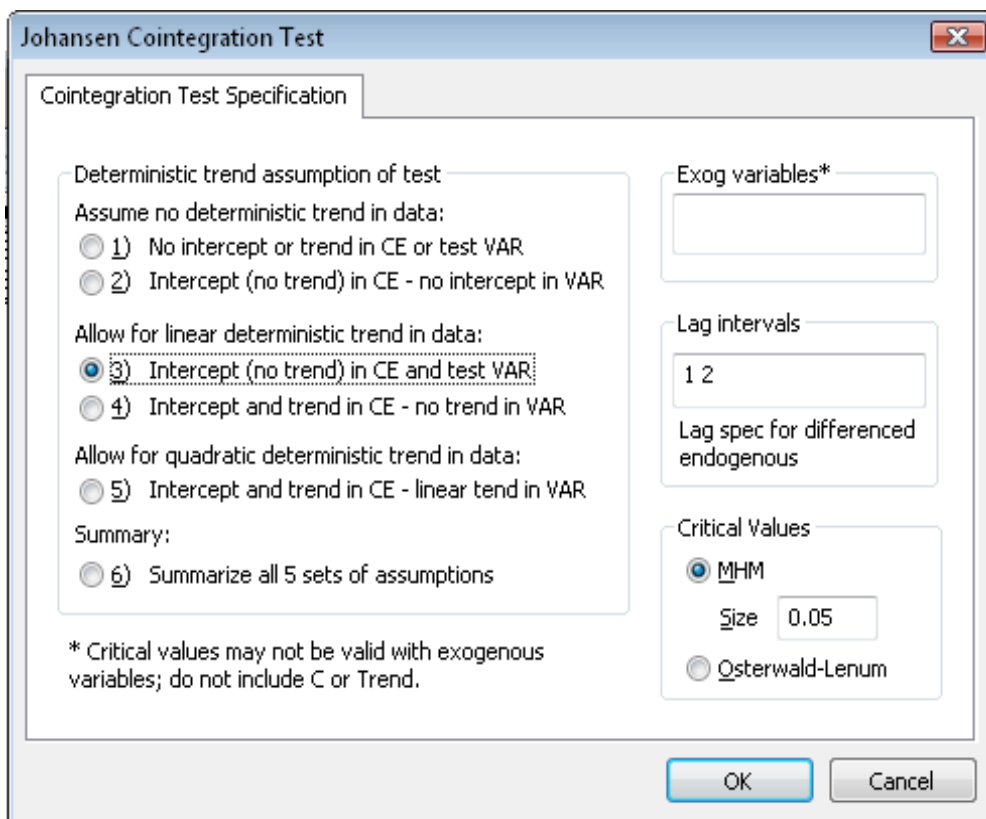 Johansen Cointegration Test
Cointegration Test Specification
Deterministic trend assumption of test
Assume no deterministic trend in data:
1) No intercept or trend in CE or test VAR
2) Intercept (no trend) in CE - no intercept in VAR
Allow for linear deterministic trend in data:
3) Intercept (no trend) in CE and test VAR
4) Intercept and trend in CE - no trend in VAR
Allow for quadratic deterministic trend in data:
5) Intercept and trend in CE - linear tend in VAR
Summary:
6) Summarize all 5 sets of assumptions
* Critical values may not be valid with exogenous
variables; do not include C or Trend.
Exog variables*
Lag intervals
1 2
Lag spec for differenced
endogenous
Critical Values
MHM
Size 0.05
Osterwald-Lenum
OK
Cancel